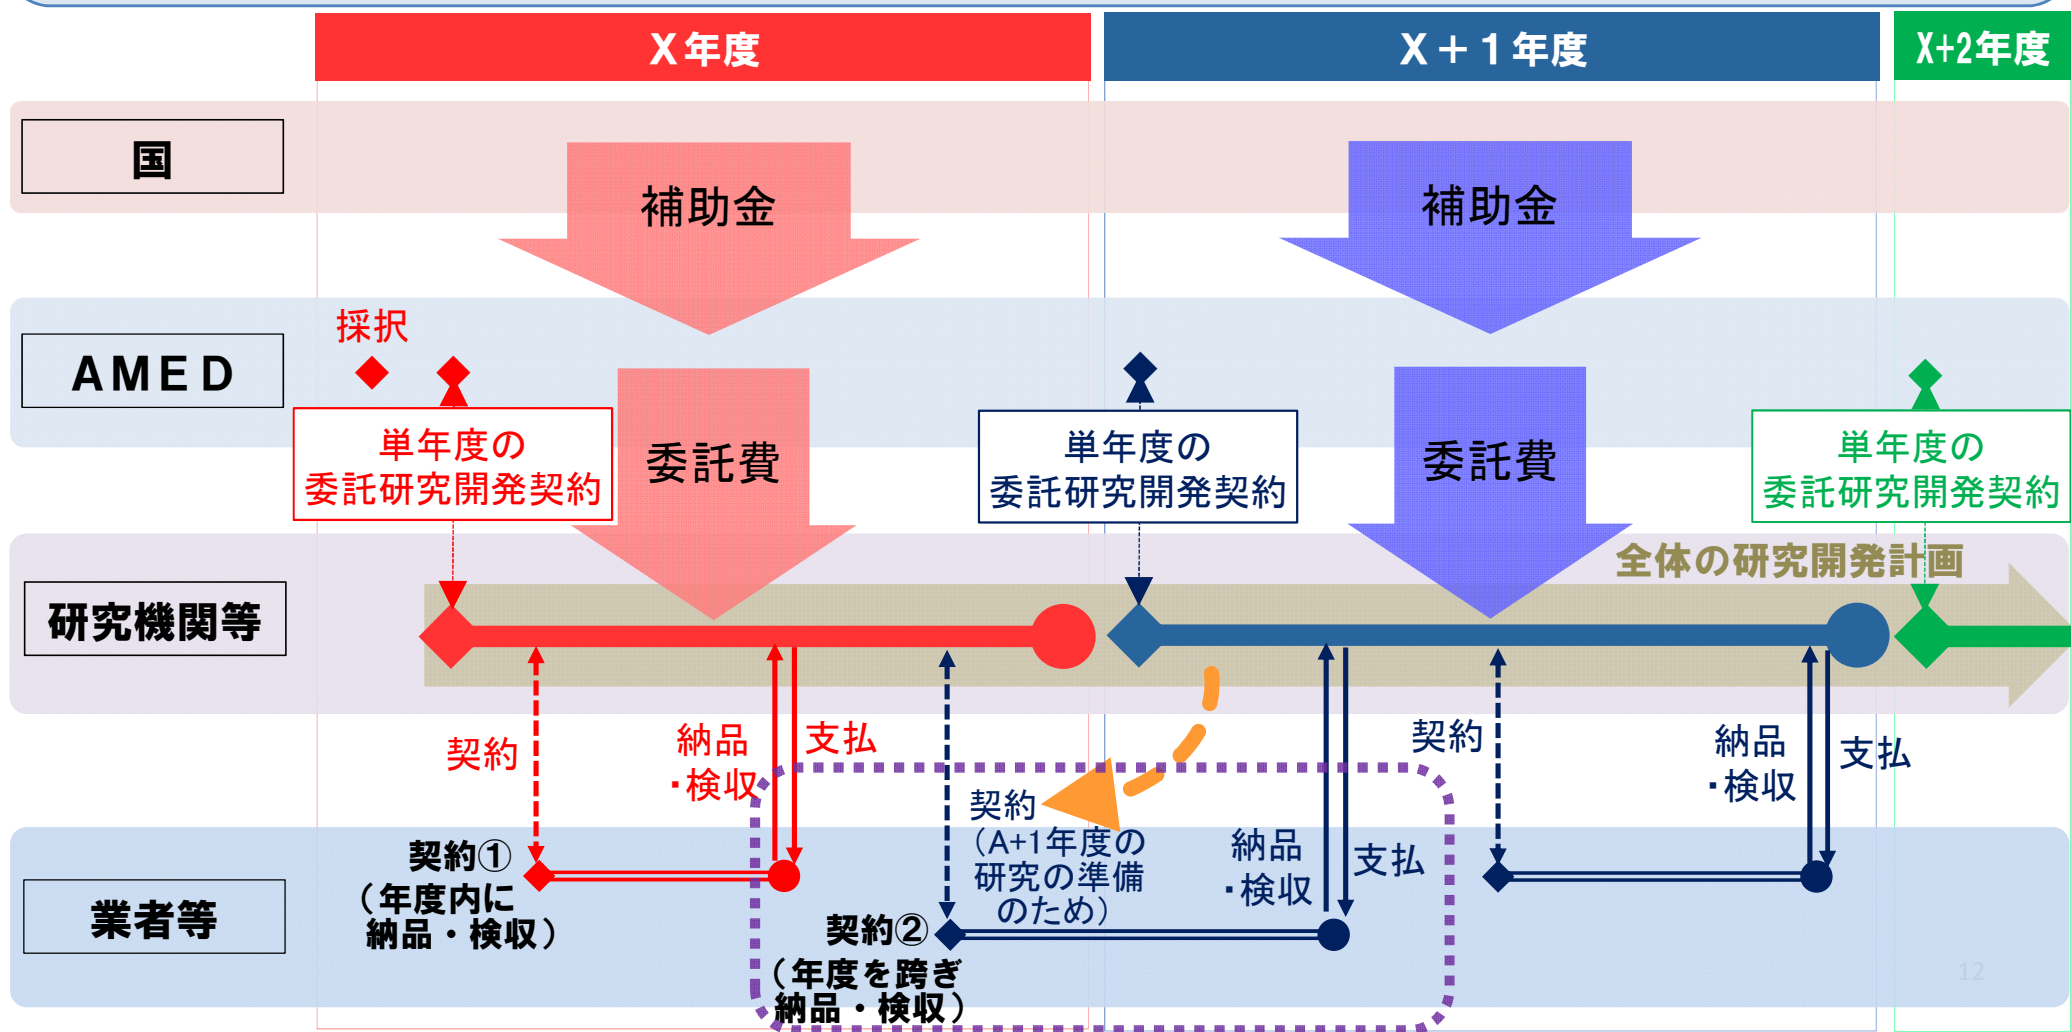 X年度
X+1年度
X+2年度
国
補助金
補助金
採択
AMED
単年度の
委託研究開発契約
委託費
単年度の
委託研究開発契約
委託費
単年度の
委託研究開発契約
全体の研究開発計画
研究機関等
契約
納品
・検収
支払
契約
(A+1年度の
研究の準備
のため)
納品
・検収
支払
契約
納品
・検収
支払
業者等
契約①
(年度内に
納品・検収)
契約②
(年度を跨ぎ
納品・検収)
12